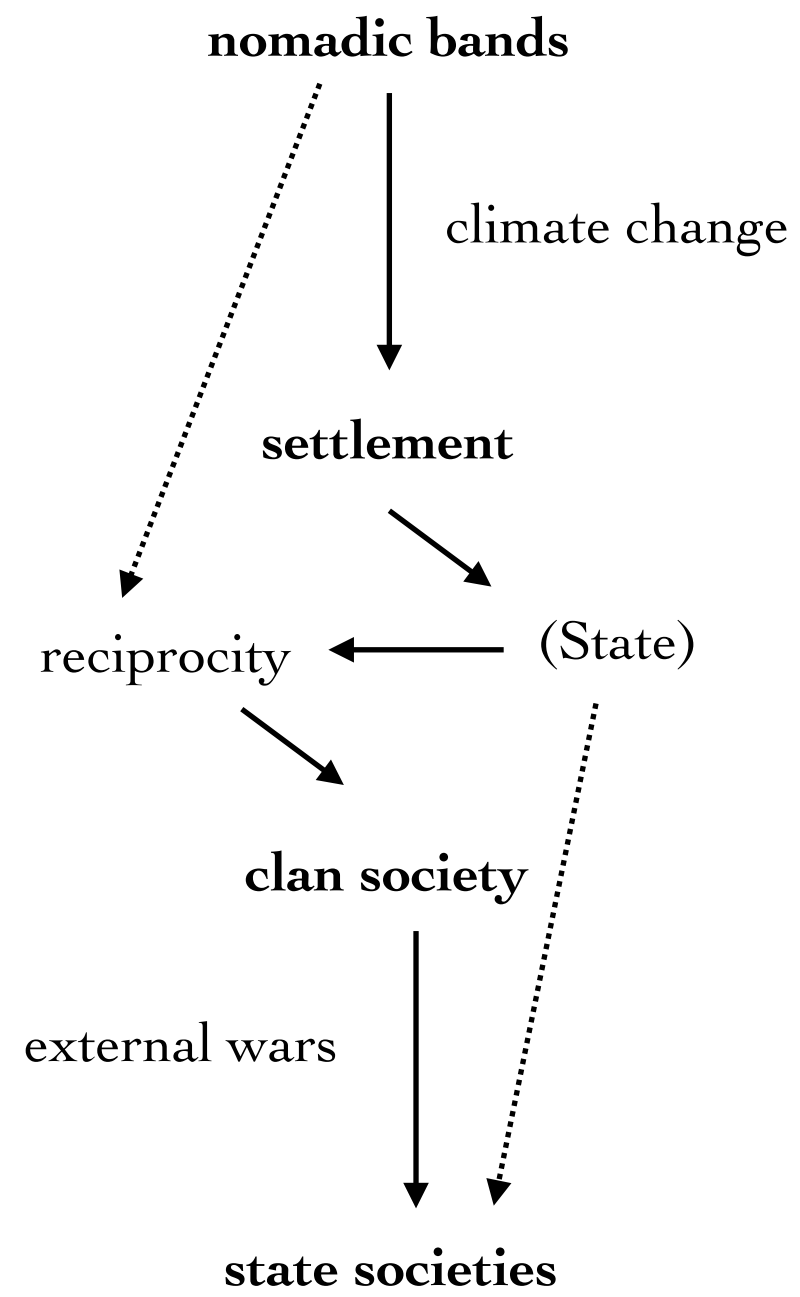 nomadic bands
climate change
settlement
reciprocity
(State)
clan society
external wars
state societies